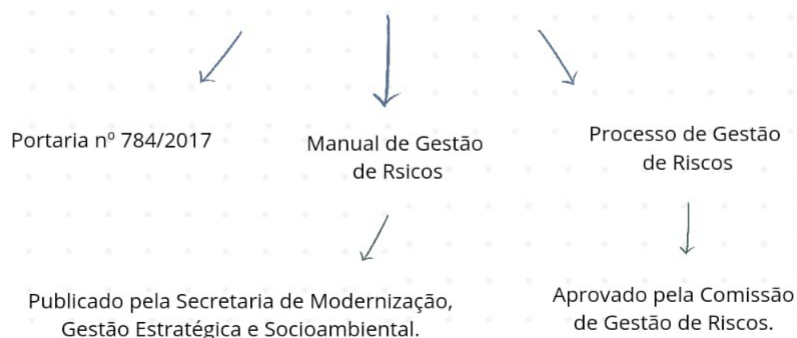 Portaria nº 784/2017
Manual de Gestão
de Rsicos
Processo de Gestão
de Riscos
Publicado pela Secretaria de Modernização,
Gestão Estratégica e Socioambiental.
Aprovado pela Comissão
de Gestão de Riscos.